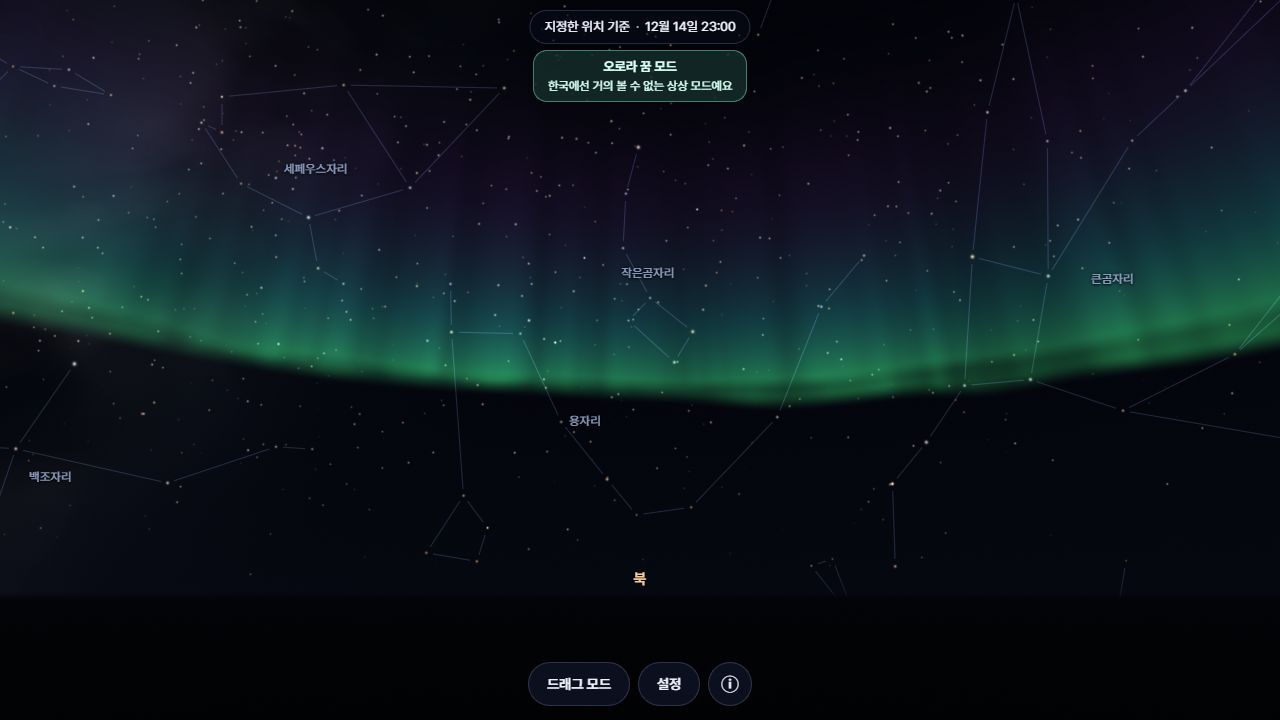 지정한 위치 기준 · 12월 14일 23:00
오로라 꿈 모드
한국에선 거의 볼 수 없는 상상 모드예요
세페우스자리
작은곰자리
큰곰자리
용자리
백조자리
북
드래그 모드
설정
ⓘ